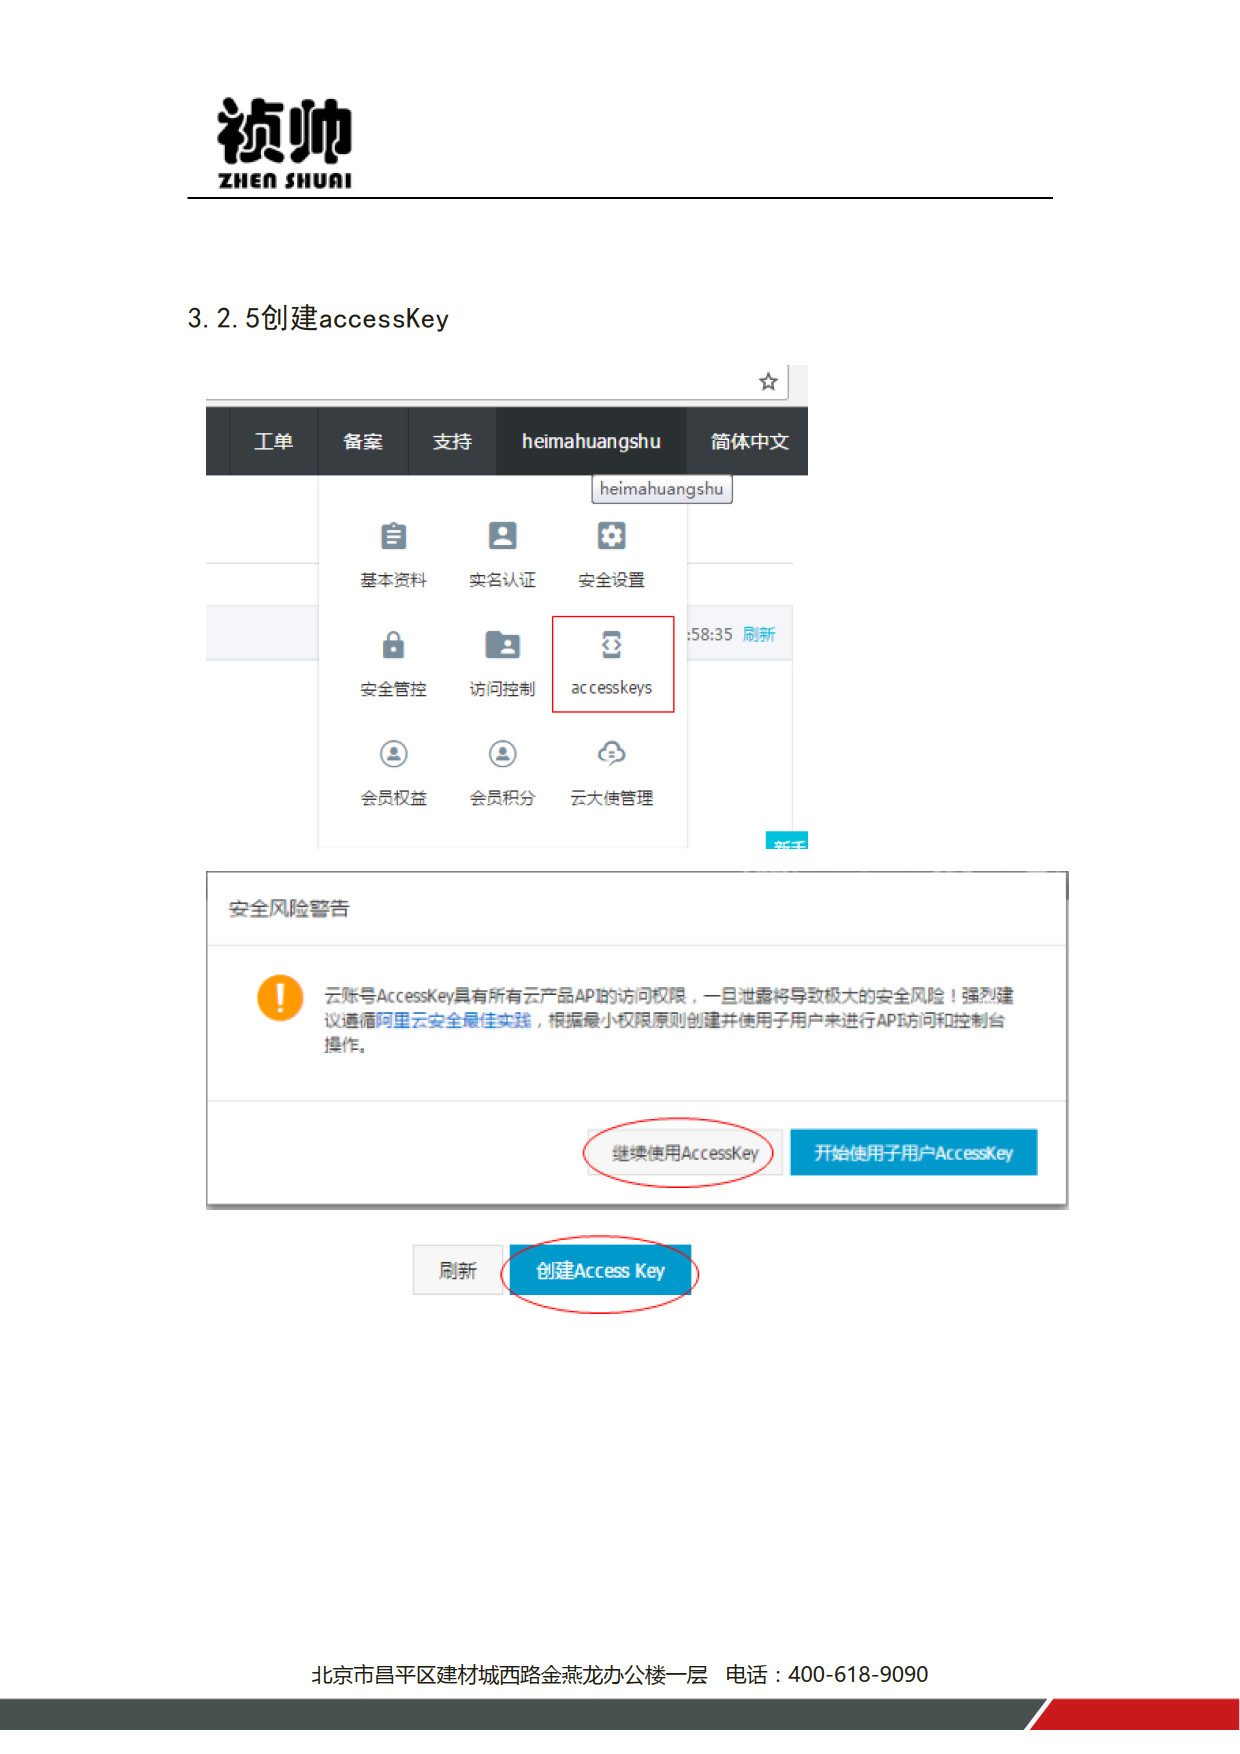 祯帅
ZHEN SHUAI
3.2.5创建accessKey
工单 备案 支持 heimahuangshu 简体中文
heimahuangshu
基本资料 实名认证 安全设置
:58:35 刷新
安全管控 访问控制 accesskeys
会员权益 会员积分 云大使管理
新手
安全风险警告
云账号AccessKey具有所有云产品API的访问权限，一旦泄露将导致极大的安全风险！强烈建
议遵循阿里云安全最佳实践，根据最小权限原则创建并使用子用户来进行API访问和控制台
操作。
继续使用AccessKey 开始使用子用户AccessKey
刷新 创建Access Key
北京市昌平区建材城西路金燕龙办公楼一层 电话：400-618-9090